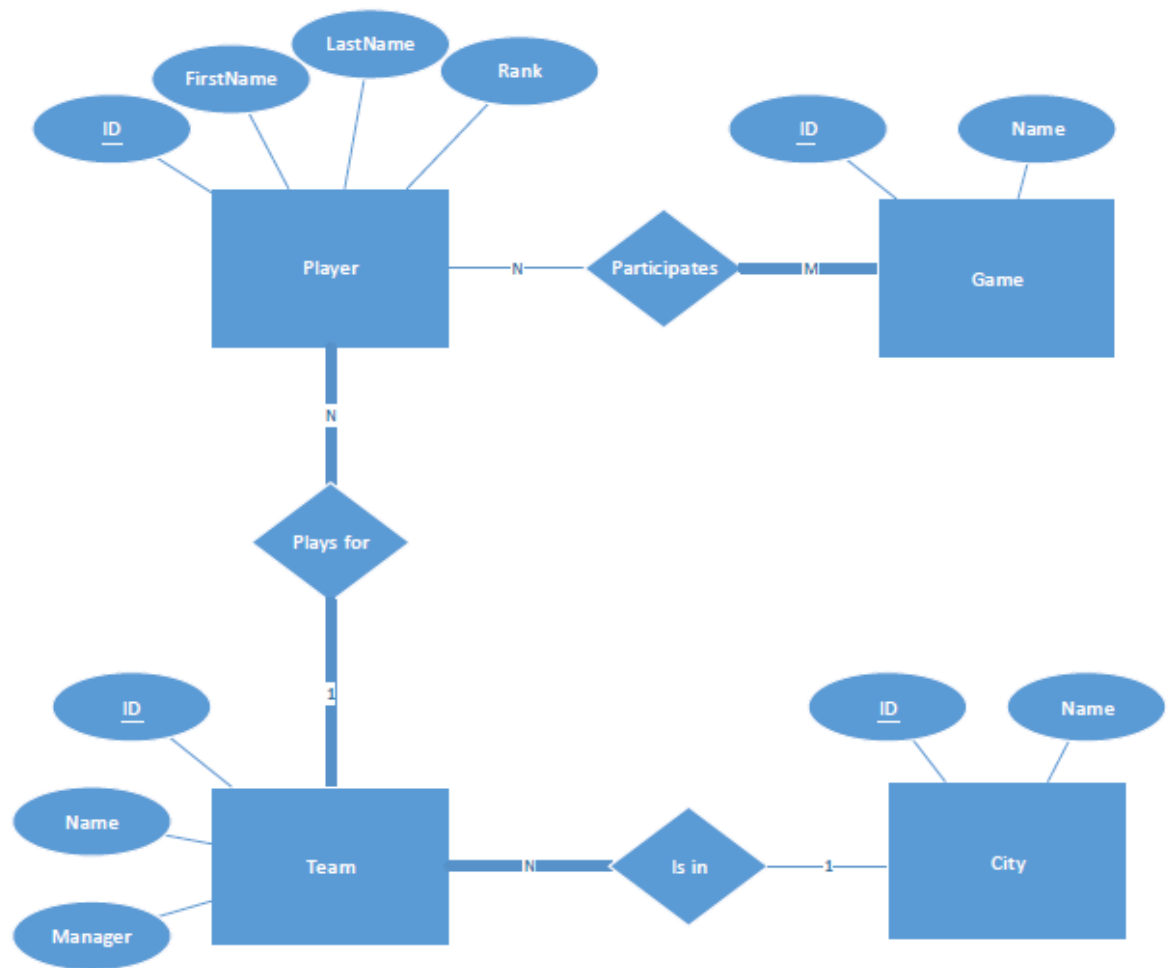 LastName
Rank
FirstName
ID
ID
Name
Player
N
Participates
M
Game
N
Plays for
1
ID
ID
Name
Name
Team
N
Is in
1
City
Manager